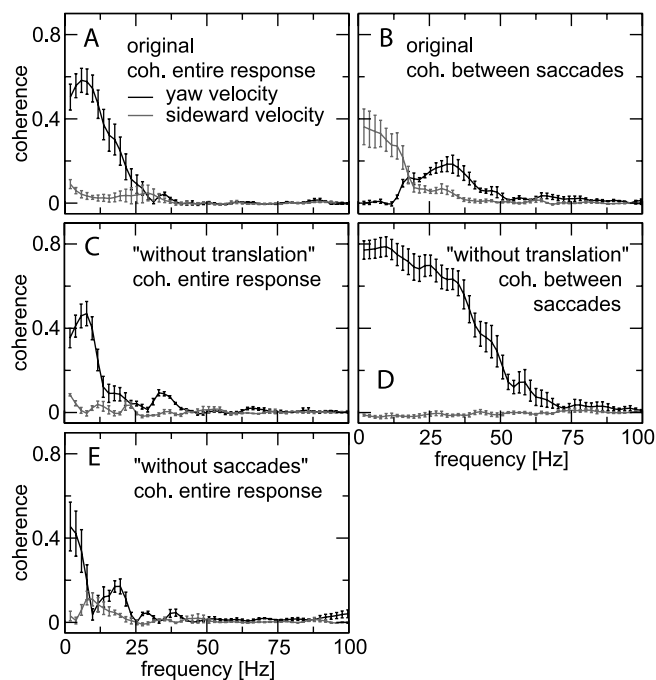 A
original
coh. entire response
yaw velocity
sideward velocity
B
original
coh. between saccades
0.8
0.4
0
coherence
C
"without translation"
coh. entire response
D
"without translation"
coh. between
saccades
0.8
0.4
0
coherence
0 25 50 75 100
frequency [Hz]
E
"without saccades"
coh. entire response
0.8
0.4
0
coherence
0 25 50 75 100
frequency [Hz]